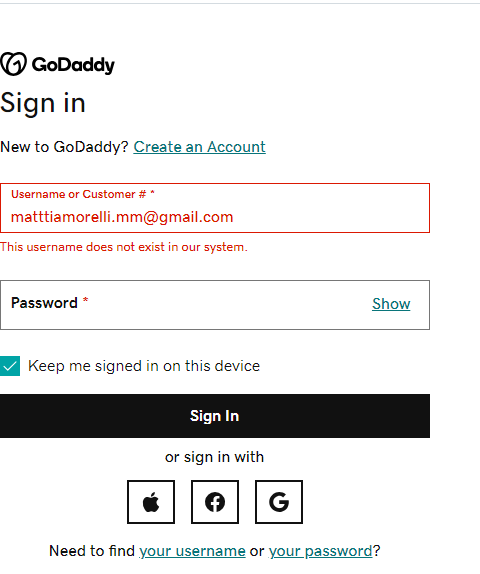 GoDaddy
Sign in
New to GoDaddy? Create an Account
Username or Customer # *
matttiamorelli.mm@gmail.com
This username does not exist in our system.
Password * Show
Keep me signed in on this device
Sign In
or sign in with
Need to find your username or your password?